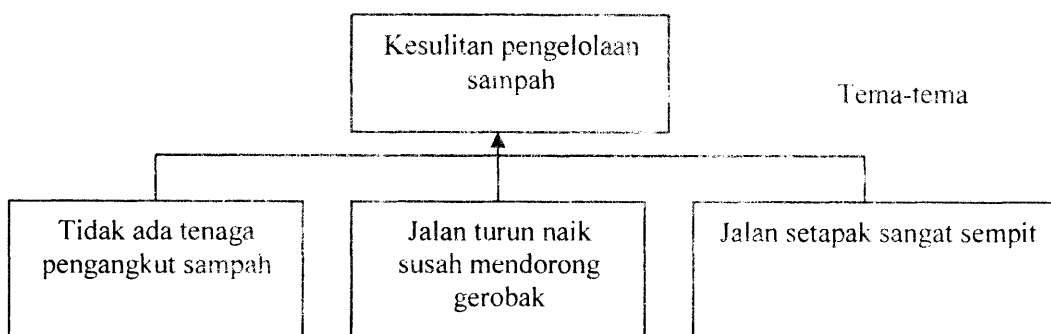 Kesulitan pengelolaan
sampah
Tema-tema
Tidak ada tenaga
pengangkut sampah
Jalan turun naik
susah mendorong
gerobak
Jalan setapak sangat sempit